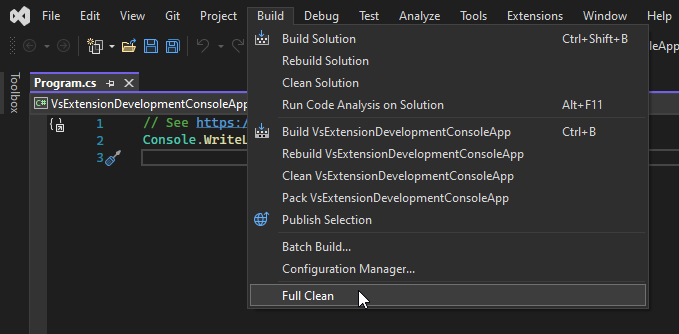 File Edit View Git Project Build Debug Test Analyze Tools Extensions Window Help
Build Solution Ctrl+Shift+B
Rebuild Solution
Clean Solution
Run Code Analysis on Solution Alt+F11
Build VsExtensionDevelopmentConsoleApp Ctrl+B
Rebuild VsExtensionDevelopmentConsoleApp
Clean VsExtensionDevelopmentConsoleApp
Pack VsExtensionDevelopmentConsoleApp
Publish Selection
Batch Build...
Configuration Manager...
Full Clean
Toolbox
Program.cs
C# VsExtensionDevelopmentConsoleApp
1 // See https:/
2 Console.WriteL
3